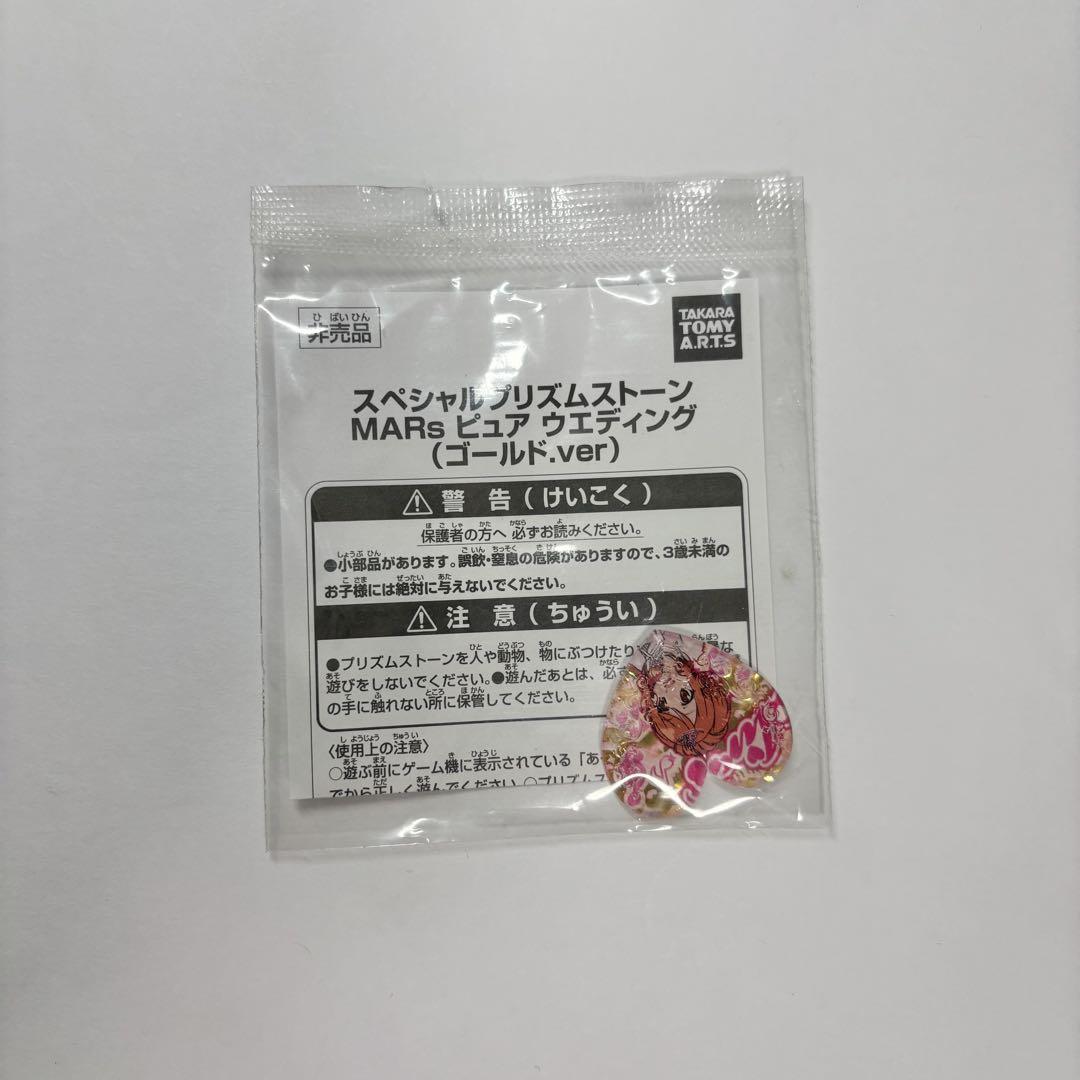 非売品
TAKARA
TOMY
A.R.T.S
スペシャルプリズムストーン
MARs ピュア ウエディング
(ゴールド.ver)
警 告 ( けいこく )
保護者の方へ 必ずお読みください。
●小部品があります。誤飲・窒息の危険がありますので、3歳未満の
お子様には絶対に与えないでください。
注 意 ( ちゅうい )
●プリズムストーンを人や動物、物にぶつけたり
な
遊びをしないでください。●遊んだあとは、必ず
の手に触れない所に保管してください。
〈使用上の注意〉
○遊ぶ前にゲーム機に表示されている「あ
でから正しく遊んでください。○プリズムス